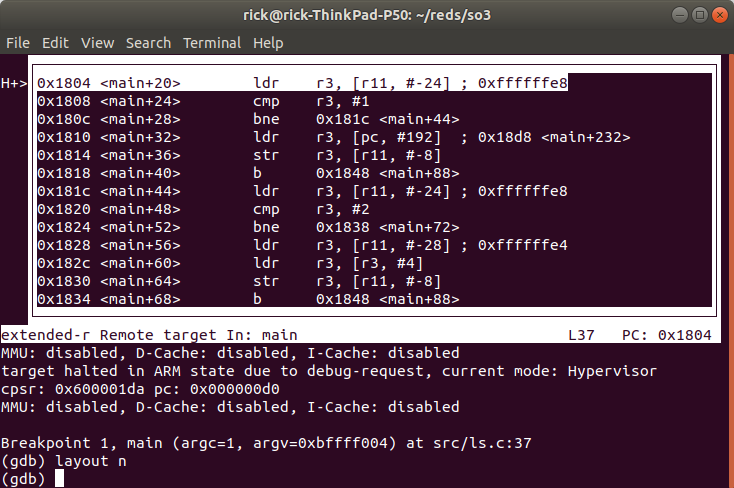 rick@rick-ThinkPad-P50: ~/reds/so3
File Edit View Search Terminal Help
H+> 0x1804 <main+20> ldr r3, [r11, #-24] ; 0xffffffe8
0x1808 <main+24> cmp r3, #1
0x180c <main+28> bne 0x181c <main+44>
0x1810 <main+32> ldr r3, [pc, #192] ; 0x18d8 <main+232>
0x1814 <main+36> str r3, [r11, #-8]
0x1818 <main+40> b 0x1848 <main+88>
0x181c <main+44> ldr r3, [r11, #-24] ; 0xffffffe8
0x1820 <main+48> cmp r3, #2
0x1824 <main+52> bne 0x1838 <main+72>
0x1828 <main+56> ldr r3, [r11, #-28] ; 0xffffffe4
0x182c <main+60> ldr r3, [r3, #4]
0x1830 <main+64> str r3, [r11, #-8]
0x1834 <main+68> b 0x1848 <main+88>
extended-r Remote target In: main L37 PC: 0x1804
MMU: disabled, D-Cache: disabled, I-Cache: disabled
target halted in ARM state due to debug-request, current mode: Hypervisor
cpsr: 0x600001da pc: 0x000000d0
MMU: disabled, D-Cache: disabled, I-Cache: disabled
Breakpoint 1, main (argc=1, argv=0xbffff004) at src/ls.c:37
(gdb) layout n
(gdb)